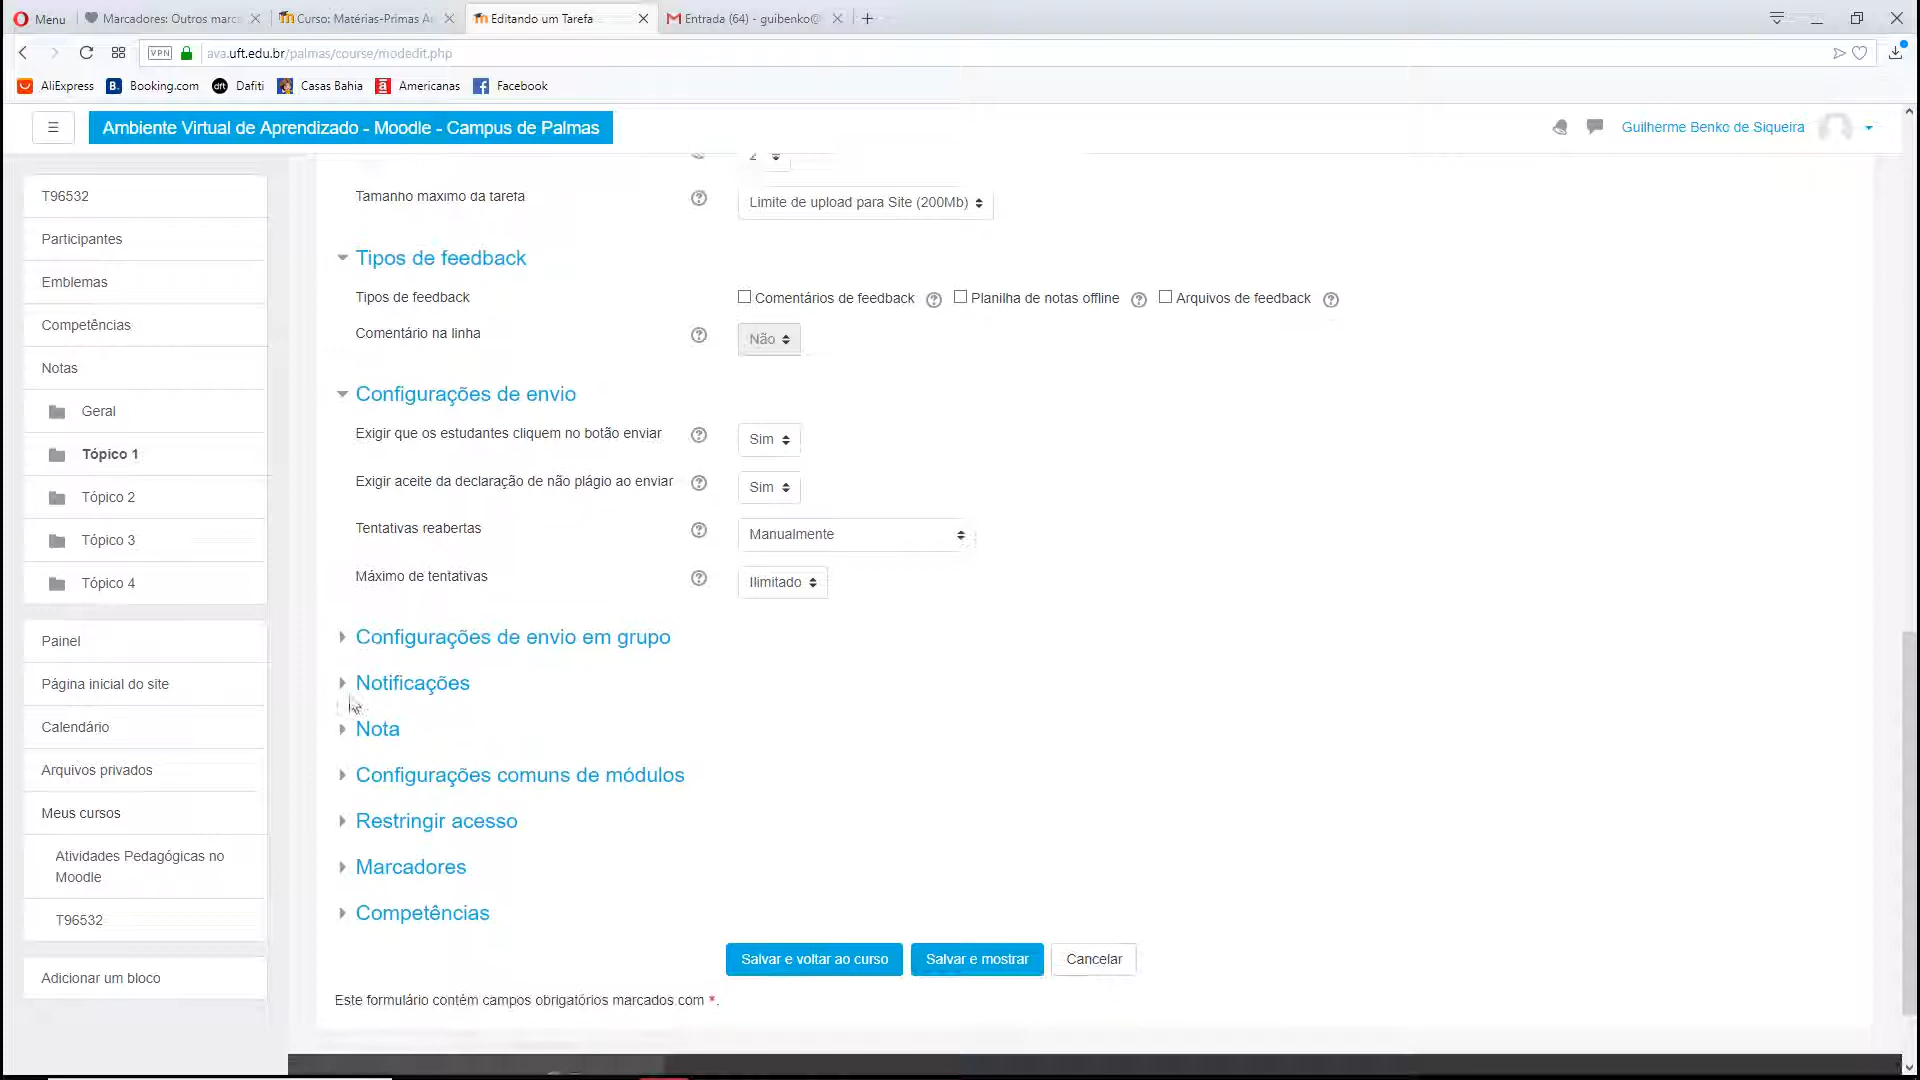 Menu
Marcadores: Outros marc
Curso: Matérias-Primas A
Editando um Tarefa
Entrada (64) - guibenko@
VPN
ava.uft.edu.br/palmas/course/modedit.php
AliExpress
B.
Booking.com
dft
Dafiti
Casas Bahia
a
Americanas
Facebook
Ambiente Virtual de Aprendizado - Moodle - Campus de Palmas
Guilherme Benko de Siqueira
T96532
Participantes
Emblemas
Competências
Notas
Geral
Tópico 1
Tópico 2
Tópico 3
Tópico 4
Painel
Página inicial do site
Calendário
Arquivos privados
Meus cursos
Atividades Pedagógicas no
Moodle
T96532
Adicionar um bloco
Tamanho maximo da tarefa
Limite de upload para Site (200Mb)
Tipos de feedback
Tipos de feedback
Comentários de feedback
Planilha de notas offline
Arquivos de feedback
Comentário na linha
Não
Configurações de envio
Exigir que os estudantes cliquem no botão enviar
Sim
Exigir aceite da declaração de não plágio ao enviar
Sim
Tentativas reabertas
Manualmente
Máximo de tentativas
Ilimitado
Configurações de envio em grupo
Notificações
Nota
Configurações comuns de módulos
Restringir acesso
Marcadores
Competências
Salvar e voltar ao curso
Salvar e mostrar
Cancelar
Este formulário contém campos obrigatórios marcados com *.